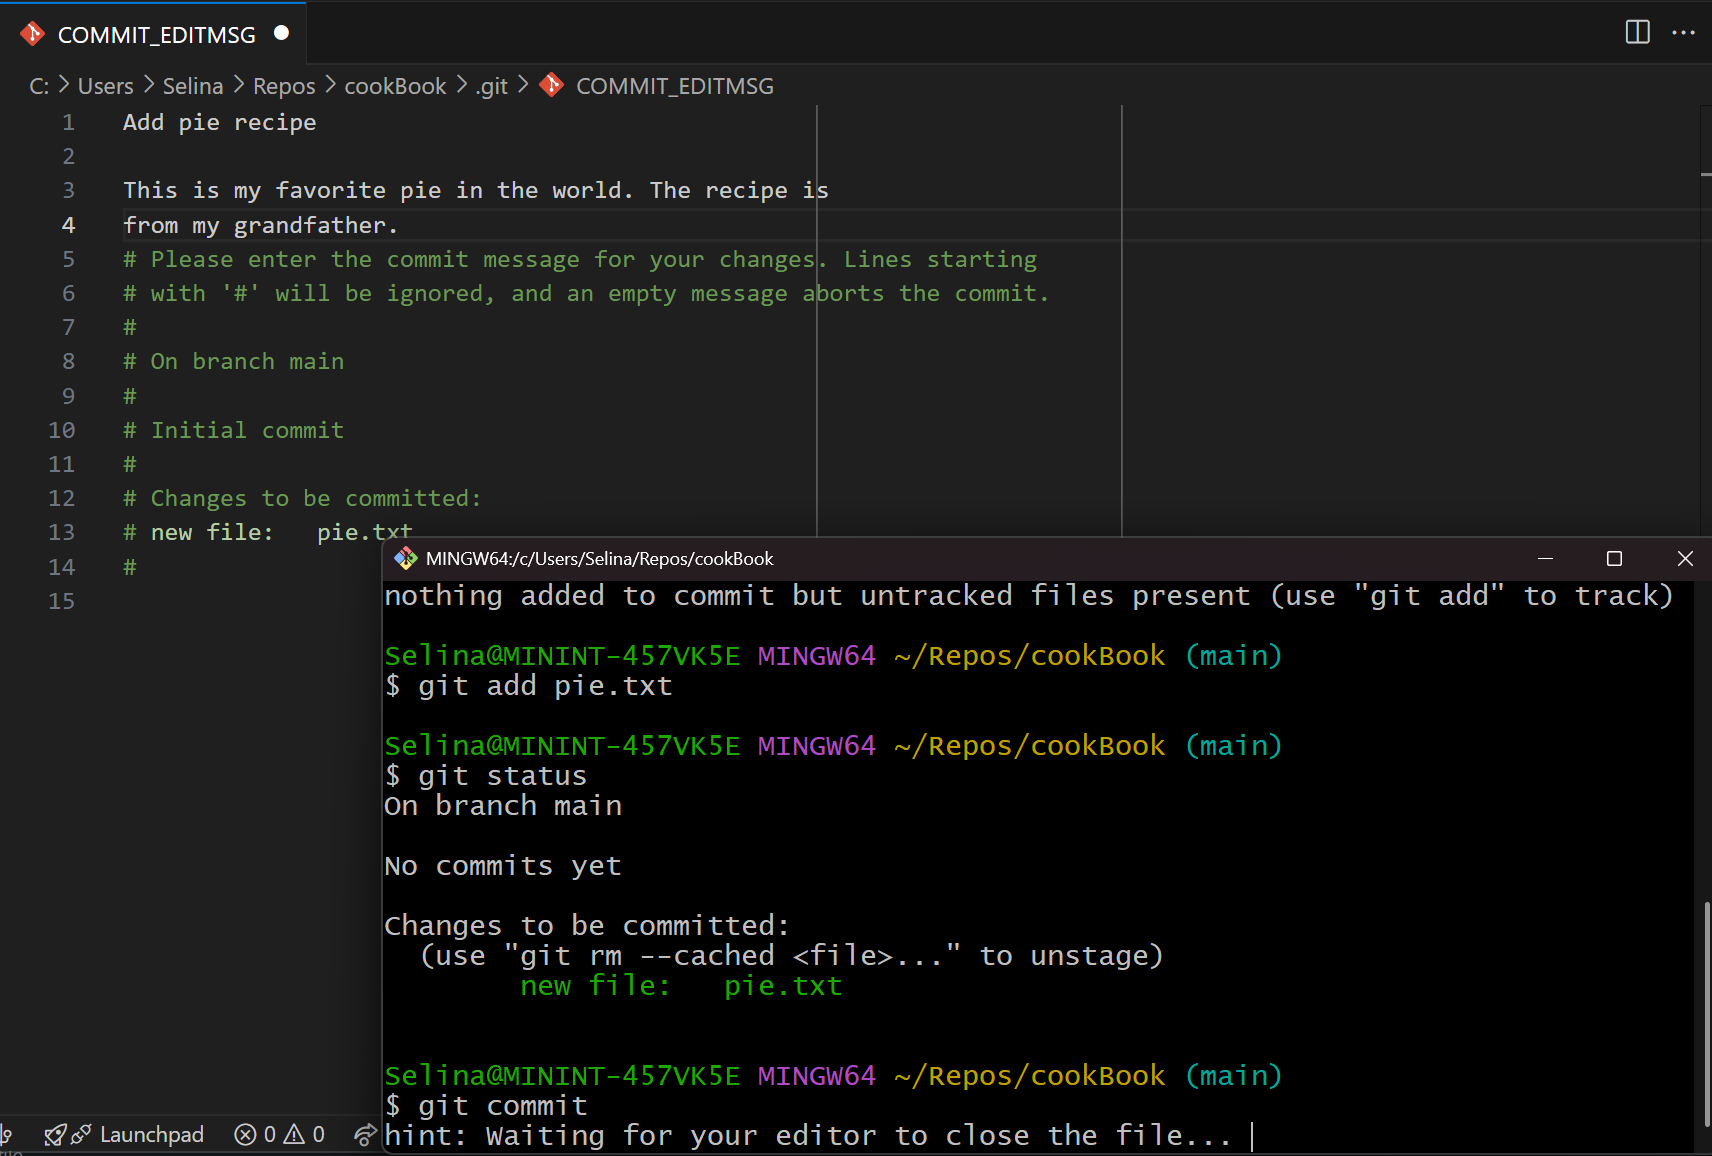 COMMIT_EDITMSG
C: > Users > Selina > Repos > cookBook > .git > COMMIT_EDITMSG
1 Add pie recipe
2
3 This is my favorite pie in the world. The recipe is
4 from my grandfather.
5 # Please enter the commit message for your changes. Lines starting
6 # with '#' will be ignored, and an empty message aborts the commit.
7 #
8 # On branch main
9 #
10 # Initial commit
11 #
12 # Changes to be committed:
13 # new file:   pie.txt
14 #
15
MINGW64:/c/Users/Selina/Repos/cookBook
nothing added to commit but untracked files present (use "git add" to track)
Selina@MININT-457VK5E MINGW64 ~/Repos/cookBook (main)
$ git add pie.txt
Selina@MININT-457VK5E MINGW64 ~/Repos/cookBook (main)
$ git status
On branch main
No commits yet
Changes to be committed:
(use "git rm --cached <file>..." to unstage)
new file:   pie.txt
Selina@MININT-457VK5E MINGW64 ~/Repos/cookBook (main)
$ git commit
hint: Waiting for your editor to close the file...
Launchpad 0 0